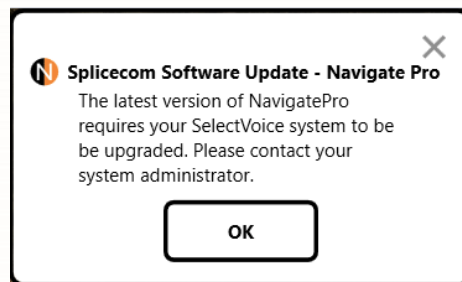 Splicecom Software Update - Navigate Pro
The latest version of NavigatePro
requires your SelectVoice system to be
be upgraded. Please contact your
system administrator.
OK